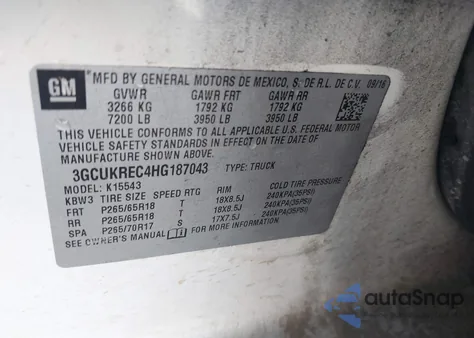 GM
MFD BY GENERAL MOTORS DE MEXICO, S. DE R.L. DE C.V. 09/16
GVWR GAWR FRT GAWR RR
3266 KG 1792 KG 1792 KG
7200 LB 3950 LB 3950 LB
THIS VEHICLE CONFORMS TO ALL APPLICABLE U.S. FEDERAL MOTOR
VEHICLE SAFETY STANDARDS IN EFFECT ON THE DATE OF
MANUFACTURE SHOWN ABOVE.
3GCUKREC4HG187043 TYPE: TRUCK
MODEL: K15543
KBW3 TIRE SIZE SPEED RTG RIM COLD TIRE PRESSURE
FRT P265/65R18 T 18X8.5J 240KPA(35PSI)
RR P265/65R18 T 18X8.5J 240KPA(35PSI)
SPA P265/70R17 S 17X7.5J 240KPA(35PSI)
SEE OWNER'S MANUAL FOR MORE INFORMATION.
autoSnap